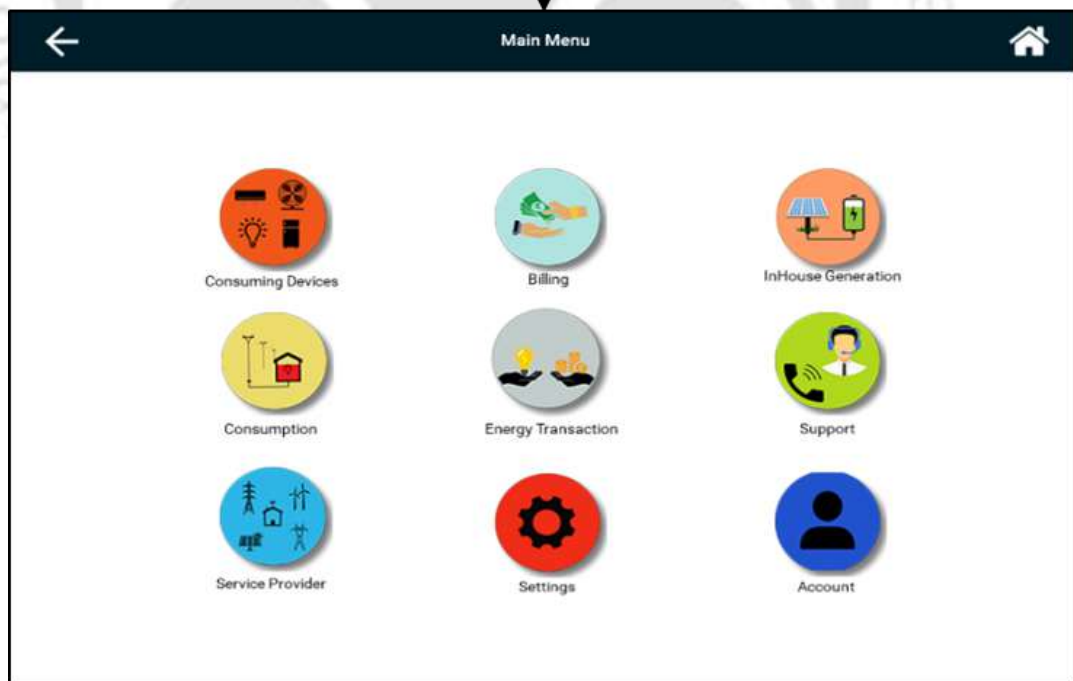 Main Menu
Consuming Devices
Billing
InHouse Generation
Consumption
Energy Transaction
Support
Service Provider
Settings
Account